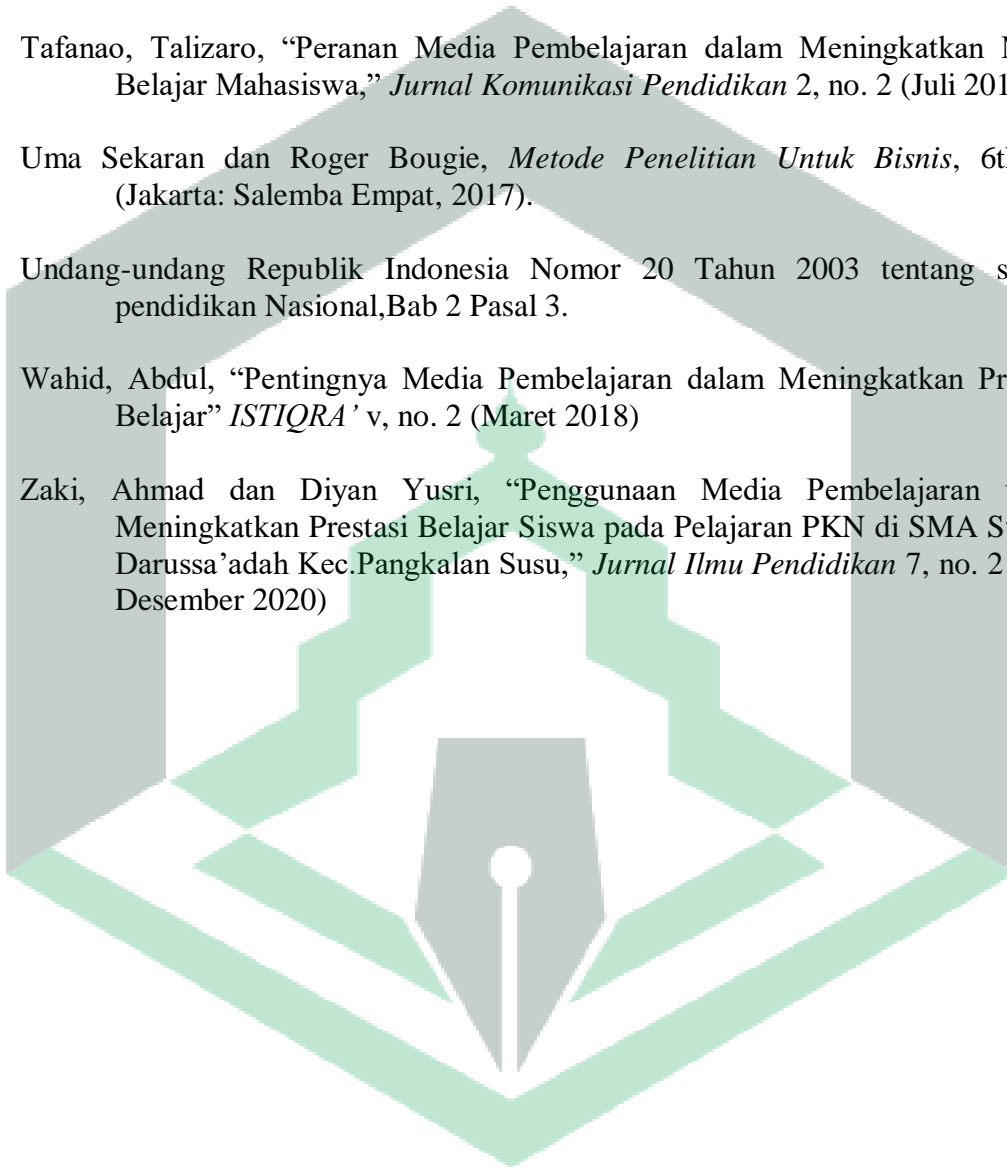 Tafanao, Talizaro, “Peranan Media Pembelajaran dalam Meningkatkan
Belajar Mahasiswa,” Jurnal Komunikasi Pendidikan 2, no. 2 (Juli 201
Uma Sekaran dan Roger Bougie, Metode Penelitian Untuk Bisnis,
(Jakarta: Salemba Empat, 2017).
Undang-undang Republik Indonesia Nomor 20 Tahun 2003 tentang
pendidikan Nasional,Bab 2 Pasal 3.
Wahid, Abdul, “Pentingnya Media Pembelajaran dalam Meningkatkan
Belajar” ISTIQRA’ v, no. 2 (Maret 2018)
Zaki, Ahmad dan Diyan Yusri, “Penggunaan Media Pembelajaran
Meningkatkan Prestasi Belajar Siswa pada Pelajaran PKN di SMA
Darussa’adah Kec.Pangkalan Susu,” Jurnal Ilmu Pendidikan 7, no. 2
Desember 2020)